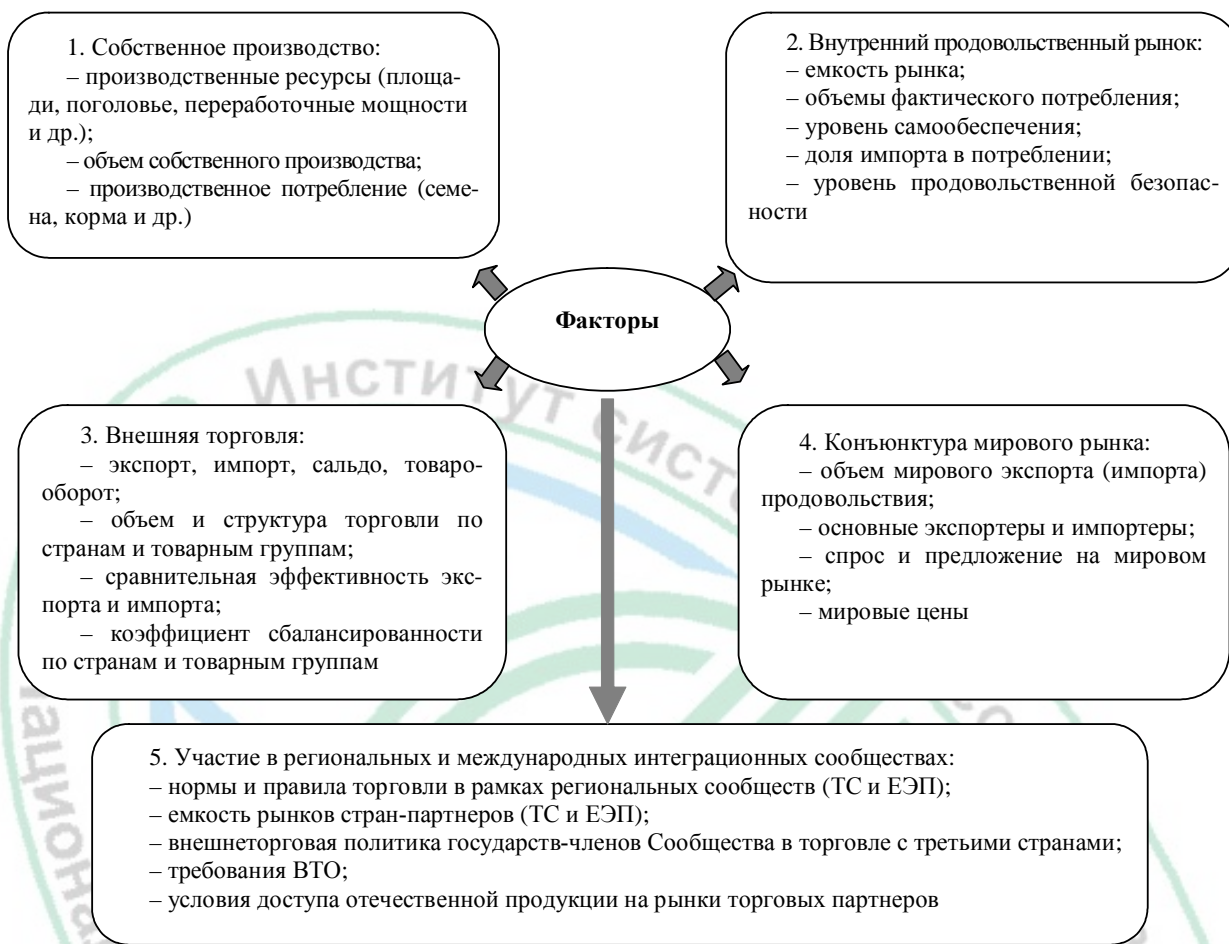 1. Собственное производство:
– производственные ресурсы (площа-
ди, поголовье, переработочные мощности
и др.);
– объем собственного производства;
– производственное потребление (семе-
на, корма и др.)
2. Внутренний продовольственный рынок:
– емкость рынка;
– объемы фактического потребления;
– уровень самообеспечения;
– доля импорта в потреблении;
– уровень продовольственной безопас-
ности
Факторы
3. Внешняя торговля:
– экспорт, импорт, сальдо, товаро-
оборот;
– объем и структура торговли по
странам и товарным группам;
– сравнительная эффективность экс-
порта и импорта;
– коэффициент сбалансированности
по странам и товарным группам
4. Конъюнктура мирового рынка:
– объем мирового экспорта (импорта)
продовольствия;
– основные экспортеры и импортеры;
– спрос и предложение на мировом
рынке;
– мировые цены
5. Участие в региональных и международных интеграционных сообществах:
– нормы и правила торговли в рамках региональных сообществ (ТС и ЕЭП);
– емкость рынков стран-партнеров (ТС и ЕЭП);
– внешнеторговая политика государств-членов Сообщества в торговле с третьими странами;
– требования ВТО;
– условия доступа отечественной продукции на рынки торговых партнеров
Институт